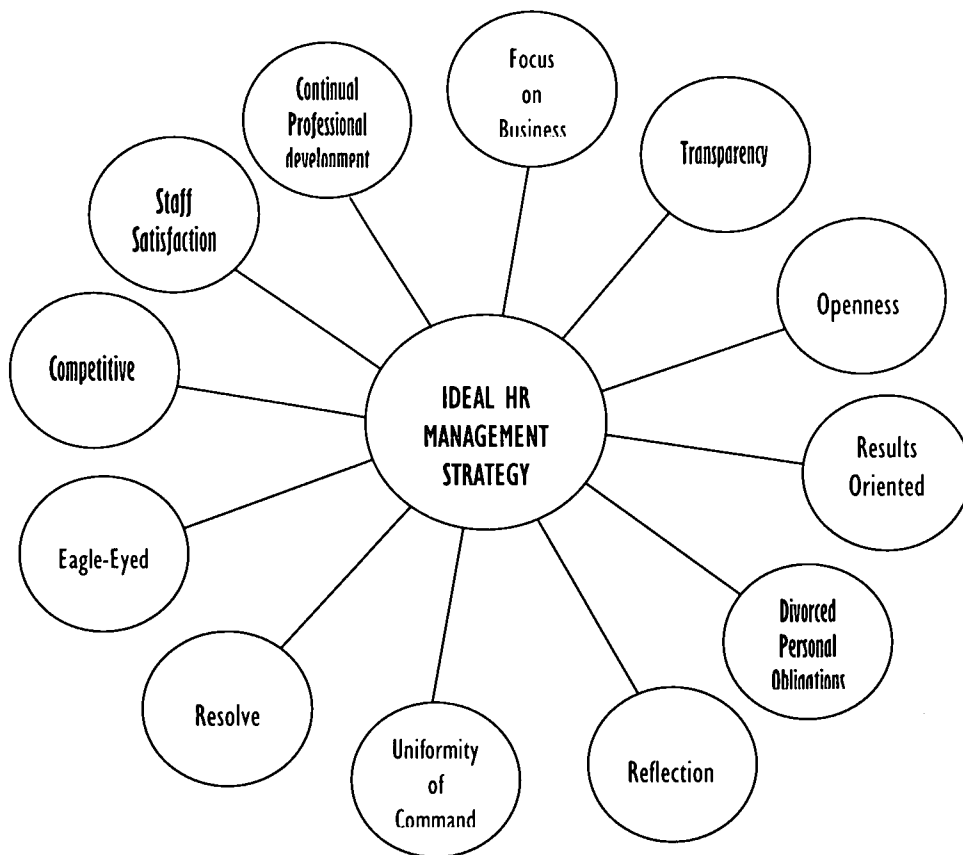 Focus
on
Business
Transparency
Openness
Results
Oriented
Divorced
Personal
Obligations
Reflection
Uniformity
of
Command
Resolve
Eagle-Eyed
Competitive
Staff
Satisfaction
Continual
Professional
development
IDEAL HR
MANAGEMENT
STRATEGY